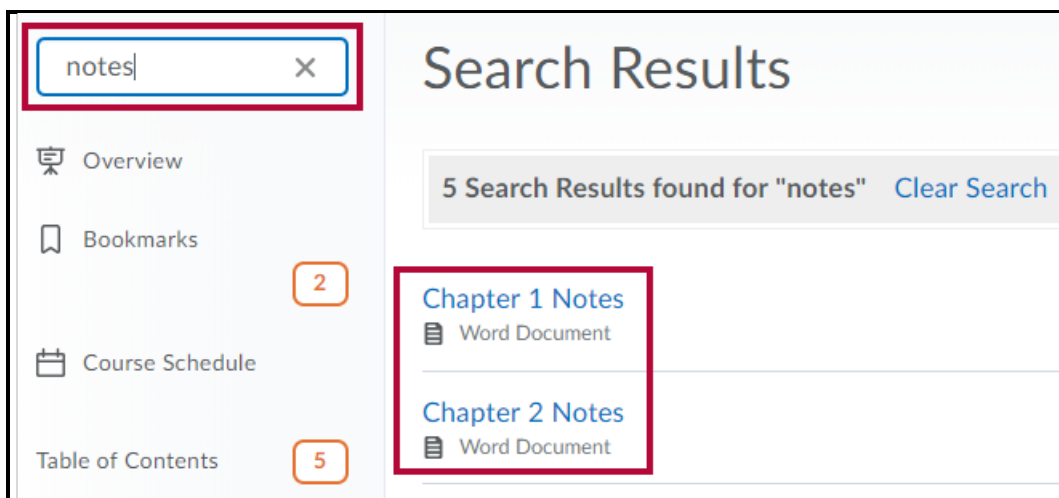 notes
Overview
Bookmarks
2
Course Schedule
Table of Contents
5
Search Results
5 Search Results found for "notes" Clear Search
Chapter 1 Notes
Word Document
Chapter 2 Notes
Word Document